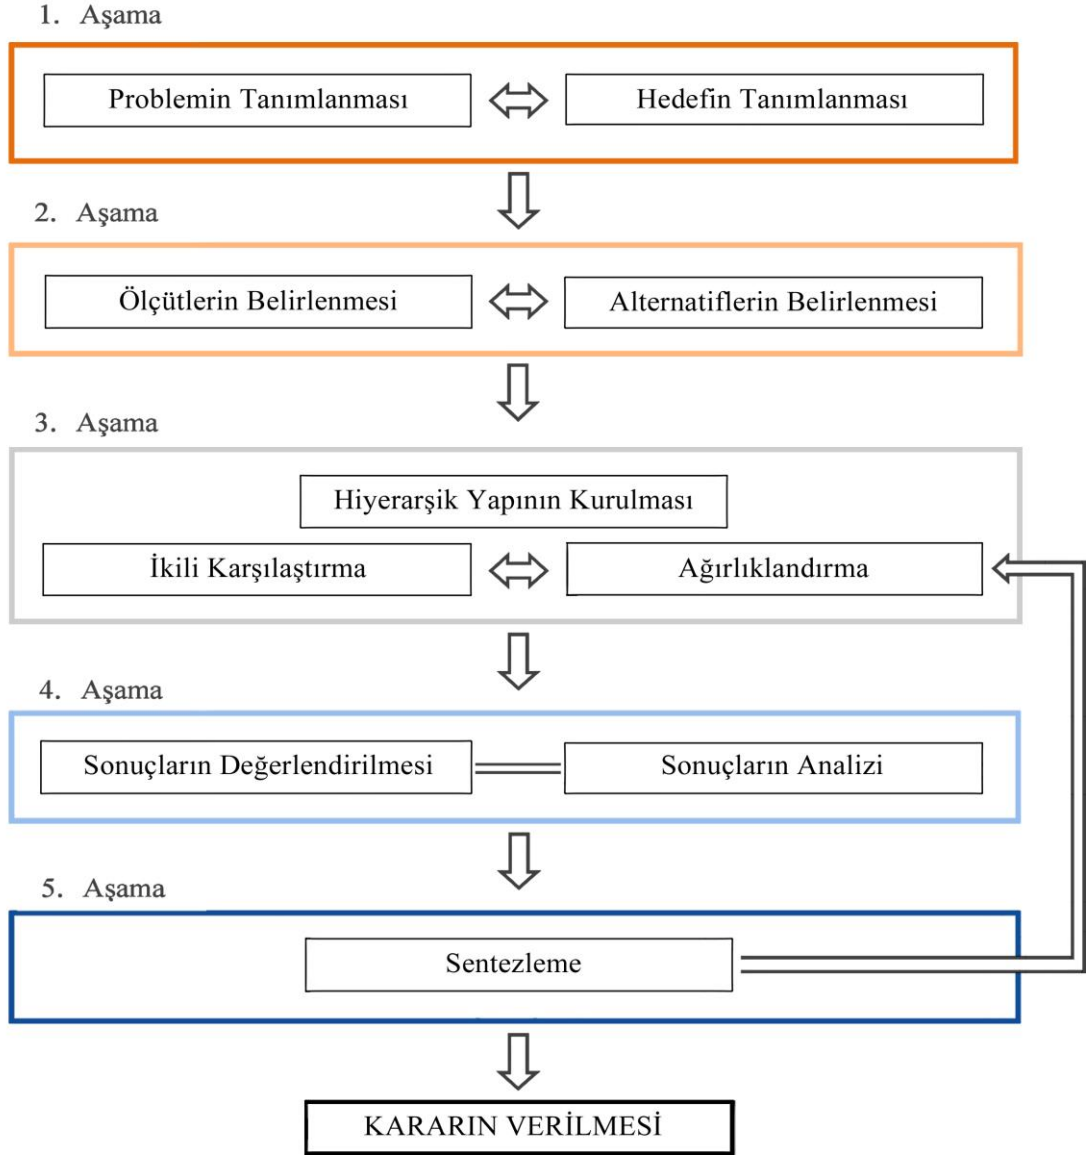 1. Aşama
Problemin Tanımlanması
Hedefin Tanımlanması
2. Aşama
Ölçütlerin Belirlenmesi
Alternatiflerin Belirlenmesi
3. Aşama
Hiyerarşik Yapının Kurulması
İkili Karşılaştırma
Ağırlıklandırma
4. Aşama
Sonuçların Değerlendirilmesi
Sonuçların Analizi
5. Aşama
Sentezleme
KARARIN VERİLMESİ